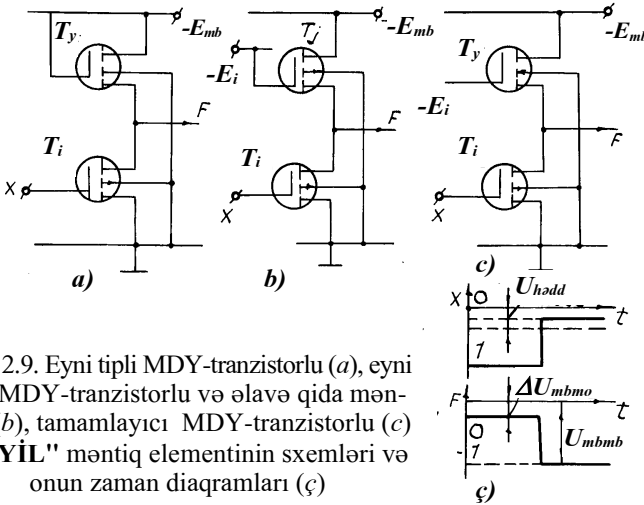 Ty -Emb Tj -Emb Ty
-Ei
-Ei
F F F
Ti Ti Ti
X X X
a) b) c)
X 0 Uhədd
t
1
2.9. Eyni tipli MDY-tranzistorlu (a), eyni
MDY-tranzistorlu və əlavə qida mən-
(b), tamamlayıcı MDY-tranzistorlu (c)
YİL" məntiq elementinin sxemləri və
onun zaman diaqramları (ç)
F ΔUmbmo
t
0
-1 Umbmb
ç)